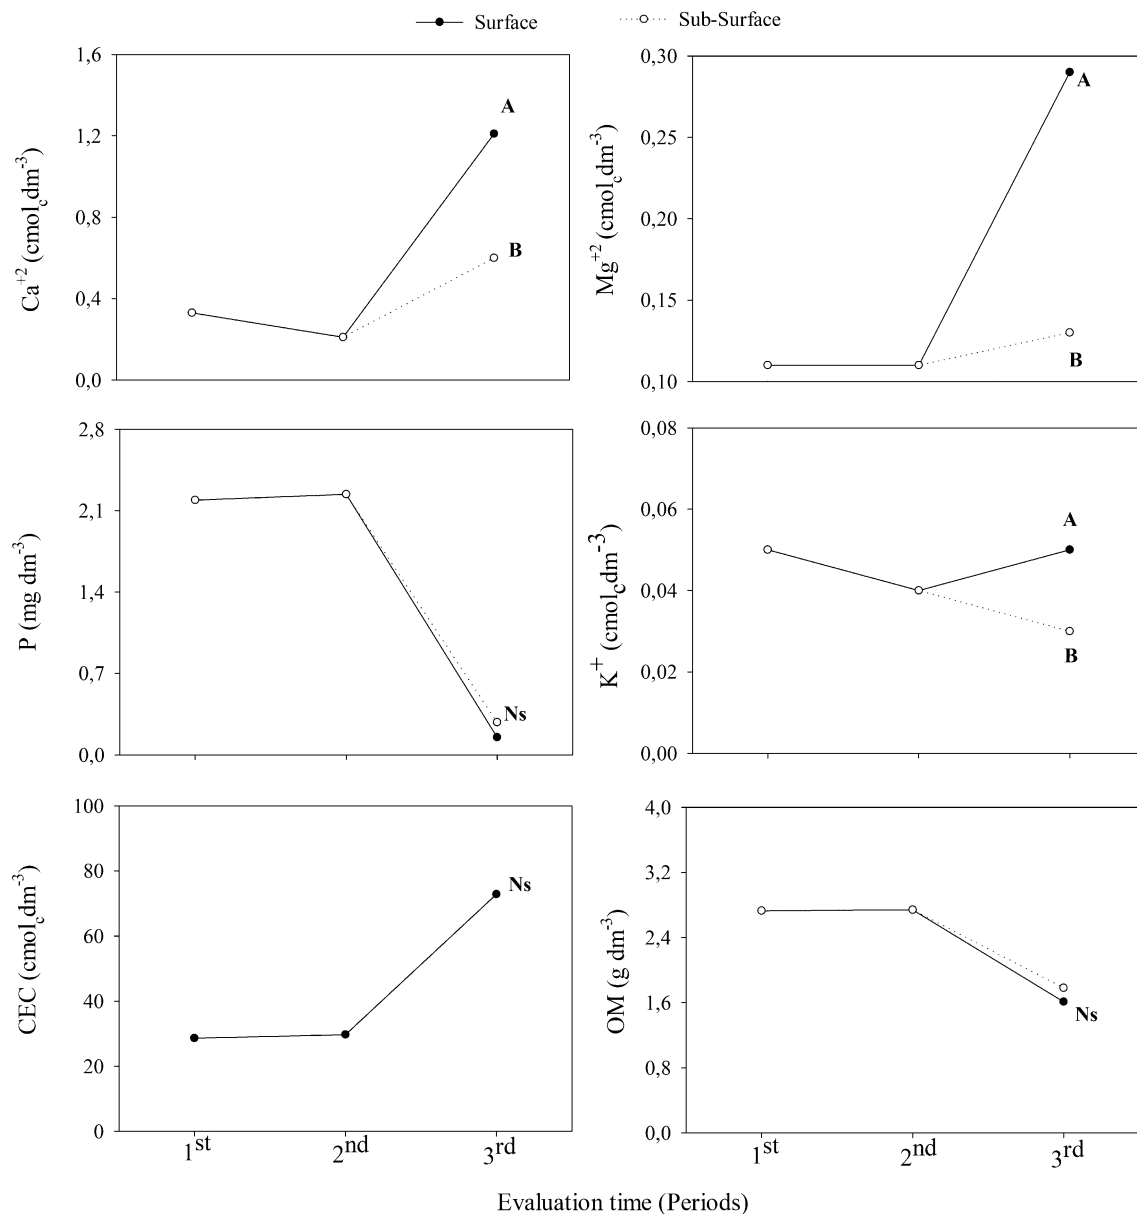 Surface Sub-Surface
Ca+2 (cmolcdm-3)
1,6
1,2
0,8
0,4
0,0
A
B
Mg+2 (cmolcdm-3)
0,30
0,25
0,20
0,15
0,10
A
B
P (mg dm-3)
2,8
2,1
1,4
0,7
0,0
Ns
K+ (cmolcdm-3)
0,08
0,06
0,04
0,02
0,00
A
B
CEC (cmolcdm-3)
100
80
60
40
20
0
Ns
1st 2nd 3rd
OM (g dm-3)
4,0
3,2
2,4
1,6
0,8
0,0
Ns
1st 2nd 3rd
Evaluation time (Periods)